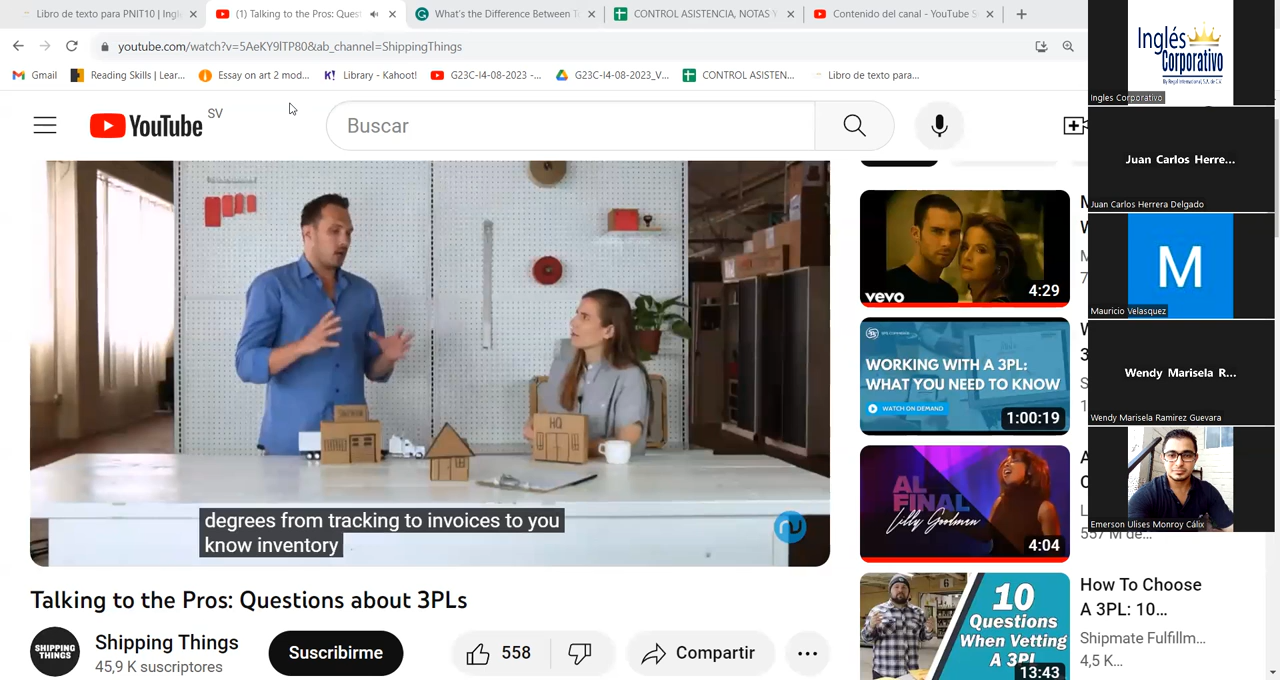 Libro de texto para PNIT10 | Ingl
(1) Talking to the Pros: Quest
What's the Difference Between T
CONTROL ASISTENCIA, NOTAS Y
Contenido del canal - YouTube S
youtube.com/watch?v=5AeKY9lTP80&ab_channel=ShippingThings
Gmail
Reading Skills | Lear...
Essay on art 2 mod...
Library - Kahoot!
G23C-I4-08-2023 -...
G23C-I4-08-2023_V...
CONTROL ASISTEN...
Libro de texto para...
YouTube
SV
Buscar
HQ
degrees from tracking to invoices to you
know inventory
Talking to the Pros: Questions about 3PLs
SHIPPING
THINGS
Shipping Things
45,9 K suscriptores
Suscribirme
558
Compartir
vevo
4:29
WORKING WITH A 3PL:
WHAT YOU NEED TO KNOW
WATCH ON DEMAND
1:00:19
AL
FINAL
Lilly Goodman
4:04
557 M de...
6
10
Questions
When Vetting
A 3PL
13:43
How To Choose
A 3PL: 10...
Shipmate Fulfillm...
4,5 K...
Inglés
Corporativo
Ingles Corporativo
Juan Carlos Herre...
Juan Carlos Herrera Delgado
M
Mauricio Velasquez
Wendy Marisela R...
Wendy Marisela Ramirez Guevara
Emerson Ulises Monroy Cálix